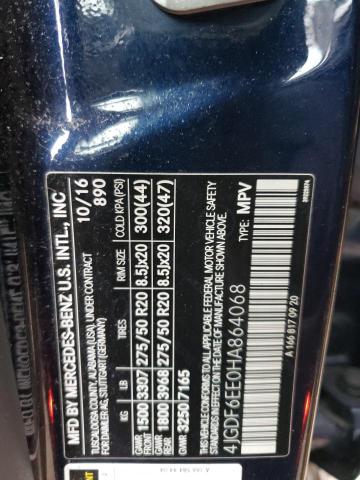 MFD BY MERCEDES-BENZ U.S. INTL., INC
TUSCALOOSA COUNTY, ALABAMA (USA), UNDER CONTRACT
OF DAIMLER AG, STUTTGART (GERMANY)
10/16
890
KG LB TIRES RIM SIZE COLD KPA (PSI)
GAWR 1500 3307 275/50 R20 8.5Jx20 300(44)
GAWR 1800 3968 275/50 R20 8.5Jx20 320(47)
GVWR 3250 7165
THIS VEHICLE CONFORMS TO ALL APPLICABLE FEDERAL MOTOR VEHICLE SAFETY
STANDARDS IN EFFECT ON THE DATE OF MANUFACTURE SHOWN ABOVE
4JGDF6EE0HA864068
TYPE: MPV
A 166 817 09 20